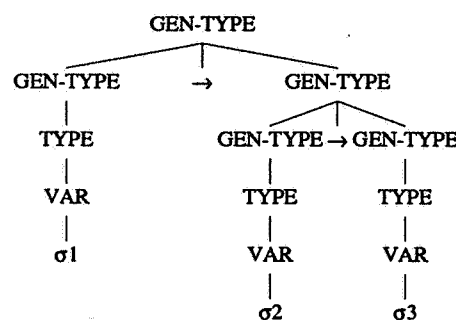 GEN-TYPE
GEN-TYPE → GEN-TYPE
TYPE GEN-TYPE → GEN-TYPE
VAR TYPE TYPE
σ1 VAR VAR
σ2 σ3